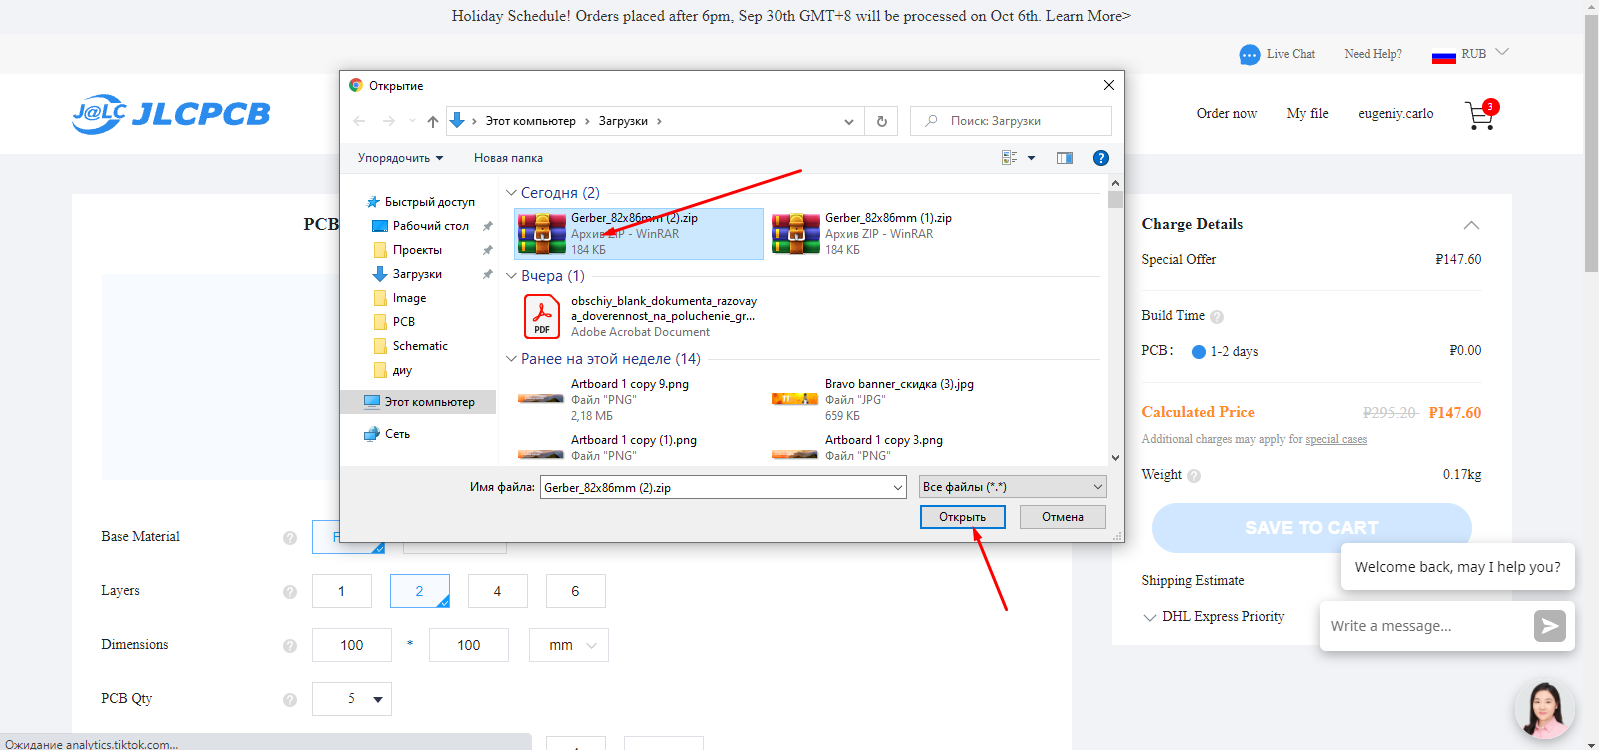 Holiday Schedule! Orders placed after 6pm, Sep 30th GMT+8 will be processed on Oct 6th. Learn More>
Live Chat
Need Help?
RUB
J@LC JLCPCB
Order now
My file
eugeniy.carlo
3
Открытие
Этот компьютер
Загрузки
Поиск: Загрузки
Упорядочить
Новая папка
Быстрый доступ
Рабочий стол
Проекты
Загрузки
Image
PCB
Schematic
диу
Этот компьютер
Сеть
Сегодня (2)
Gerber_82x86mm (2).zip
Архив ZIP - WinRAR
184 КБ
Gerber_82x86mm (1).zip
Архив ZIP - WinRAR
184 КБ
Вчера (1)
PDF
obschiy_blank_dokumenta_razovay
a_doverennost_na_poluchenie_gr...
Adobe Acrobat Document
Ранее на этой неделе (14)
Artboard 1 copy 9.png
Файл "PNG"
2,18 МБ
Bravo banner_скидка (3).jpg
Файл "JPG"
659 КБ
Artboard 1 copy (1).png
Файл "PNG"
Artboard 1 copy 3.png
Файл "PNG"
Имя файла:
Gerber_82x86mm (2).zip
Все файлы (*.*)
Открыть
Отмена
PCB
Base Material
F
Layers
1
2
4
6
Dimensions
100 * 100
mm
PCB Qty
5
Charge Details
Special Offer
₽147.60
Build Time
PCB:
1-2 days
₽0.00
Calculated Price
₽295.20
₽147.60
Additional charges may apply for special cases
Weight
0.17kg
SAVE TO CART
Shipping Estimate
DHL Express Priority
Welcome back, may I help you?
Write a message...
Ожидание analytics.tiktok.com...